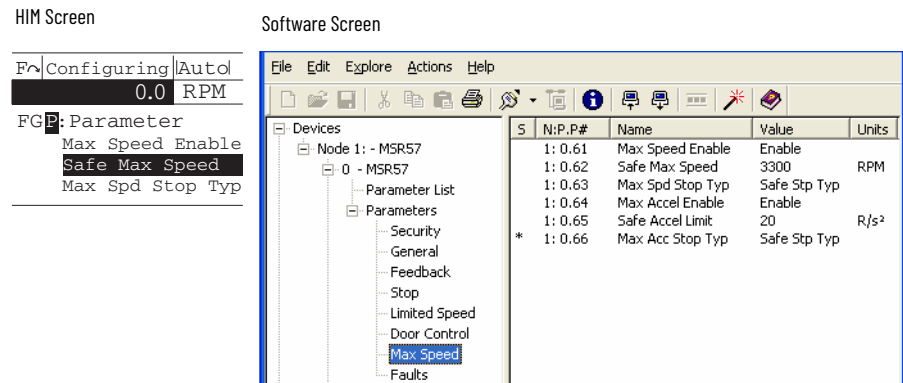 HIM Screen
Software Screen
F Configuring Auto
0.0 RPM
FGP: Parameter
Max Speed Enable
Safe Max Speed
Max Spd Stop Typ
File Edit Explore Actions Help
Devices
Node 1: - MSR57
0 - MSR57
Parameter List
Parameters
Security
General
Feedback
Stop
Limited Speed
Door Control
Max Speed
Faults
S N:P.P# Name Value Units
1: 0.61 Max Speed Enable Enable
1: 0.62 Safe Max Speed 3300 RPM
1: 0.63 Max Spd Stop Typ Safe Stp Typ
1: 0.64 Max Accel Enable Enable
1: 0.65 Safe Accel Limit 20 R/s²
* 1: 0.66 Max Acc Stop Typ Safe Stp Typ